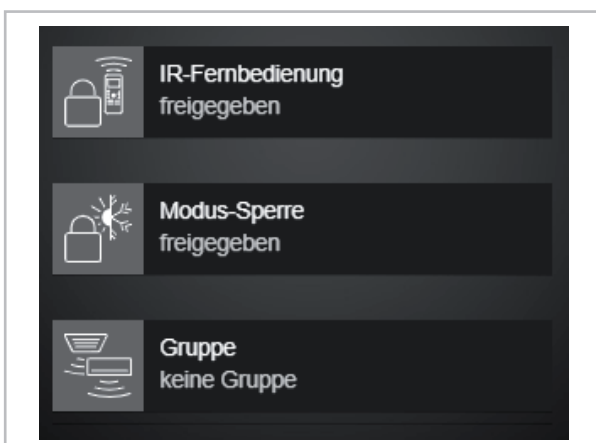 IR-Fernbedienung
freigegeben
Modus-Sperre
freigegeben
Gruppe
keine Gruppe